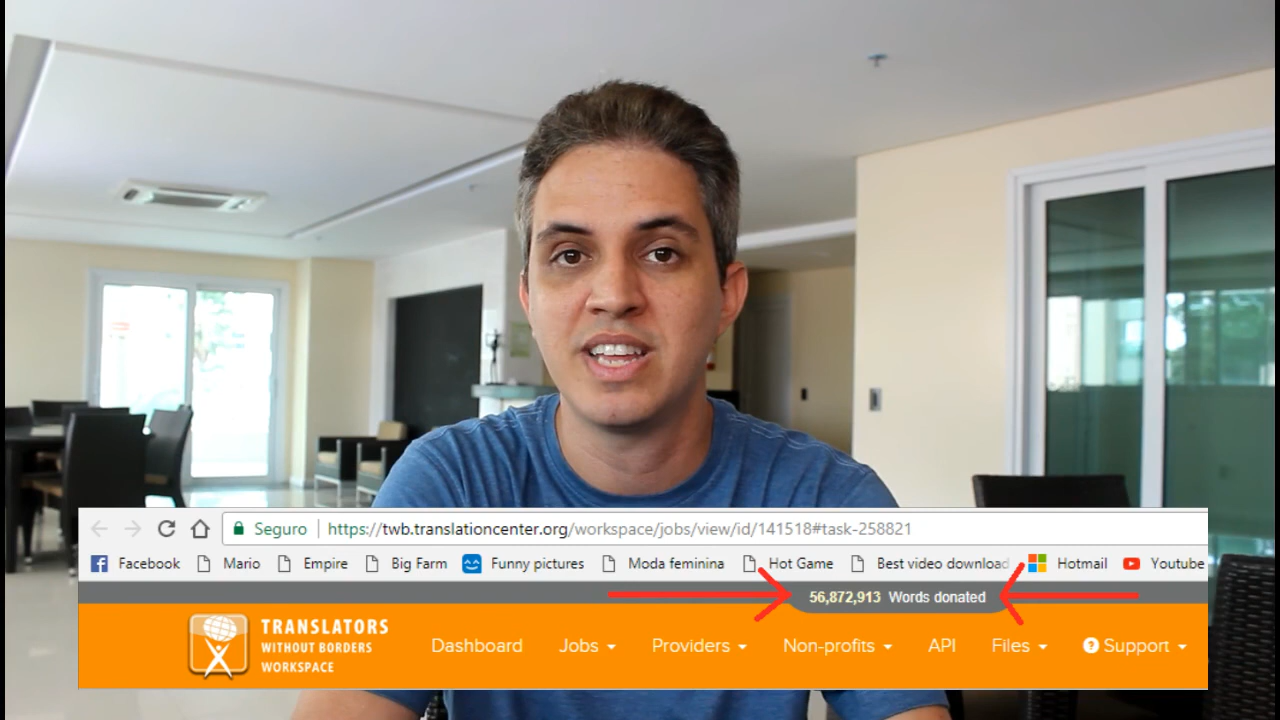 Seguro https://twb.translationcenter.org/workspace/jobs/view/id/141518#task-258821
Facebook Mario Empire Big Farm Funny pictures Moda feminina Hot Game Best video download Hotmail Youtube
56,872,913 Words donated
TRANSLATORS
WITHOUT BORDERS
WORKSPACE
Dashboard Jobs Providers Non-profits API Files Support